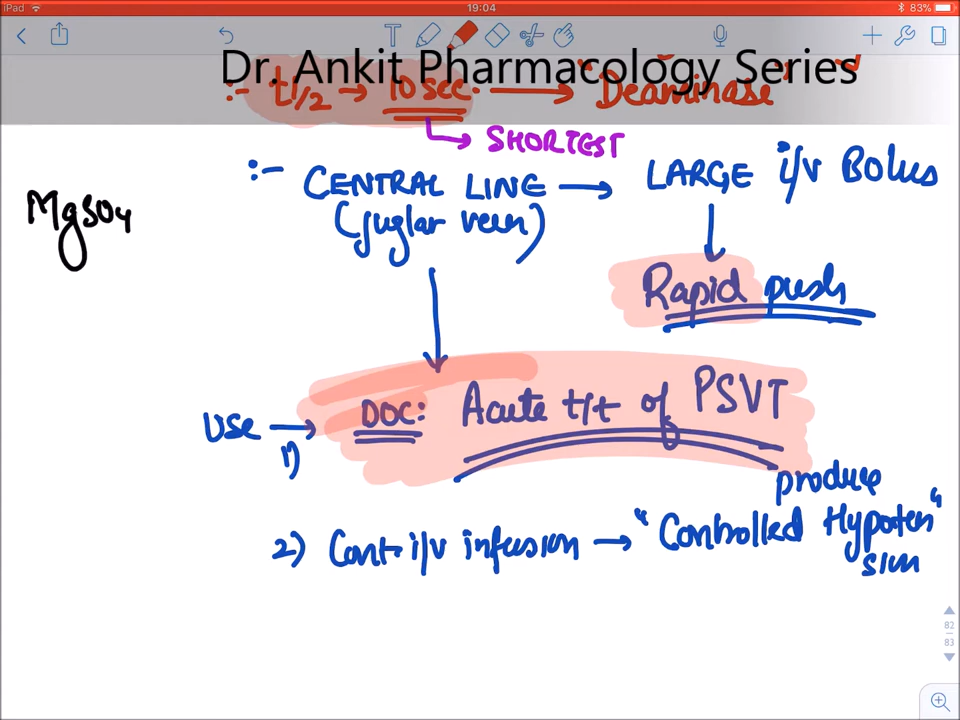 iPad 19:04 83%
Dr. Ankit Pharmacology Series
:- t1/2 → 10 sec. → "Deaminase"
→ SHORTEST
:- CENTRAL LINE → LARGE i/v Bolus
(Juglar vein)
MgSO4
Rapid push
Use → 1) DOC: Acute t/t of PSVT
produce
2) Cont. i/v infusion → "Controlled Hypoten"
sion
82
83